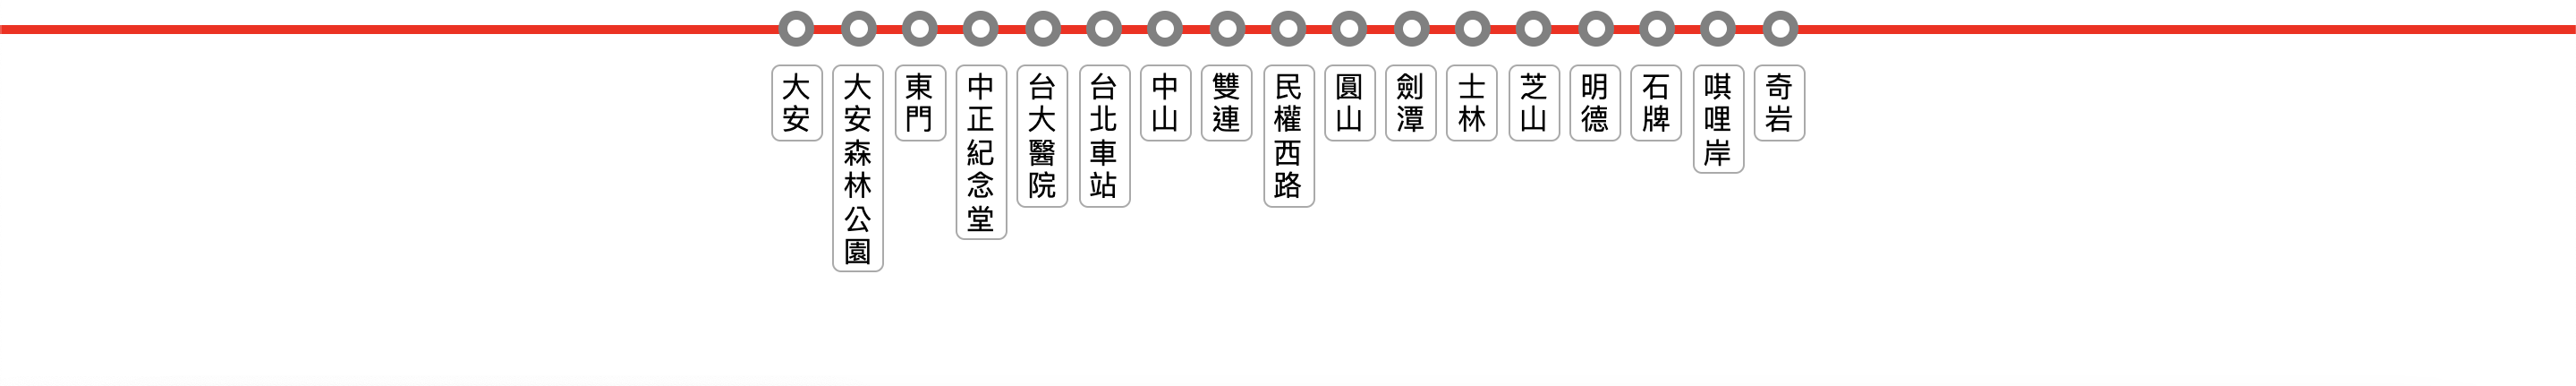 大安
大安森林公園
東門
中正紀念堂
台大醫院
台北車站
中山
雙連
民權西路
圓山
劍潭
士林
芝山
明德
石牌
唭哩岸
奇岩